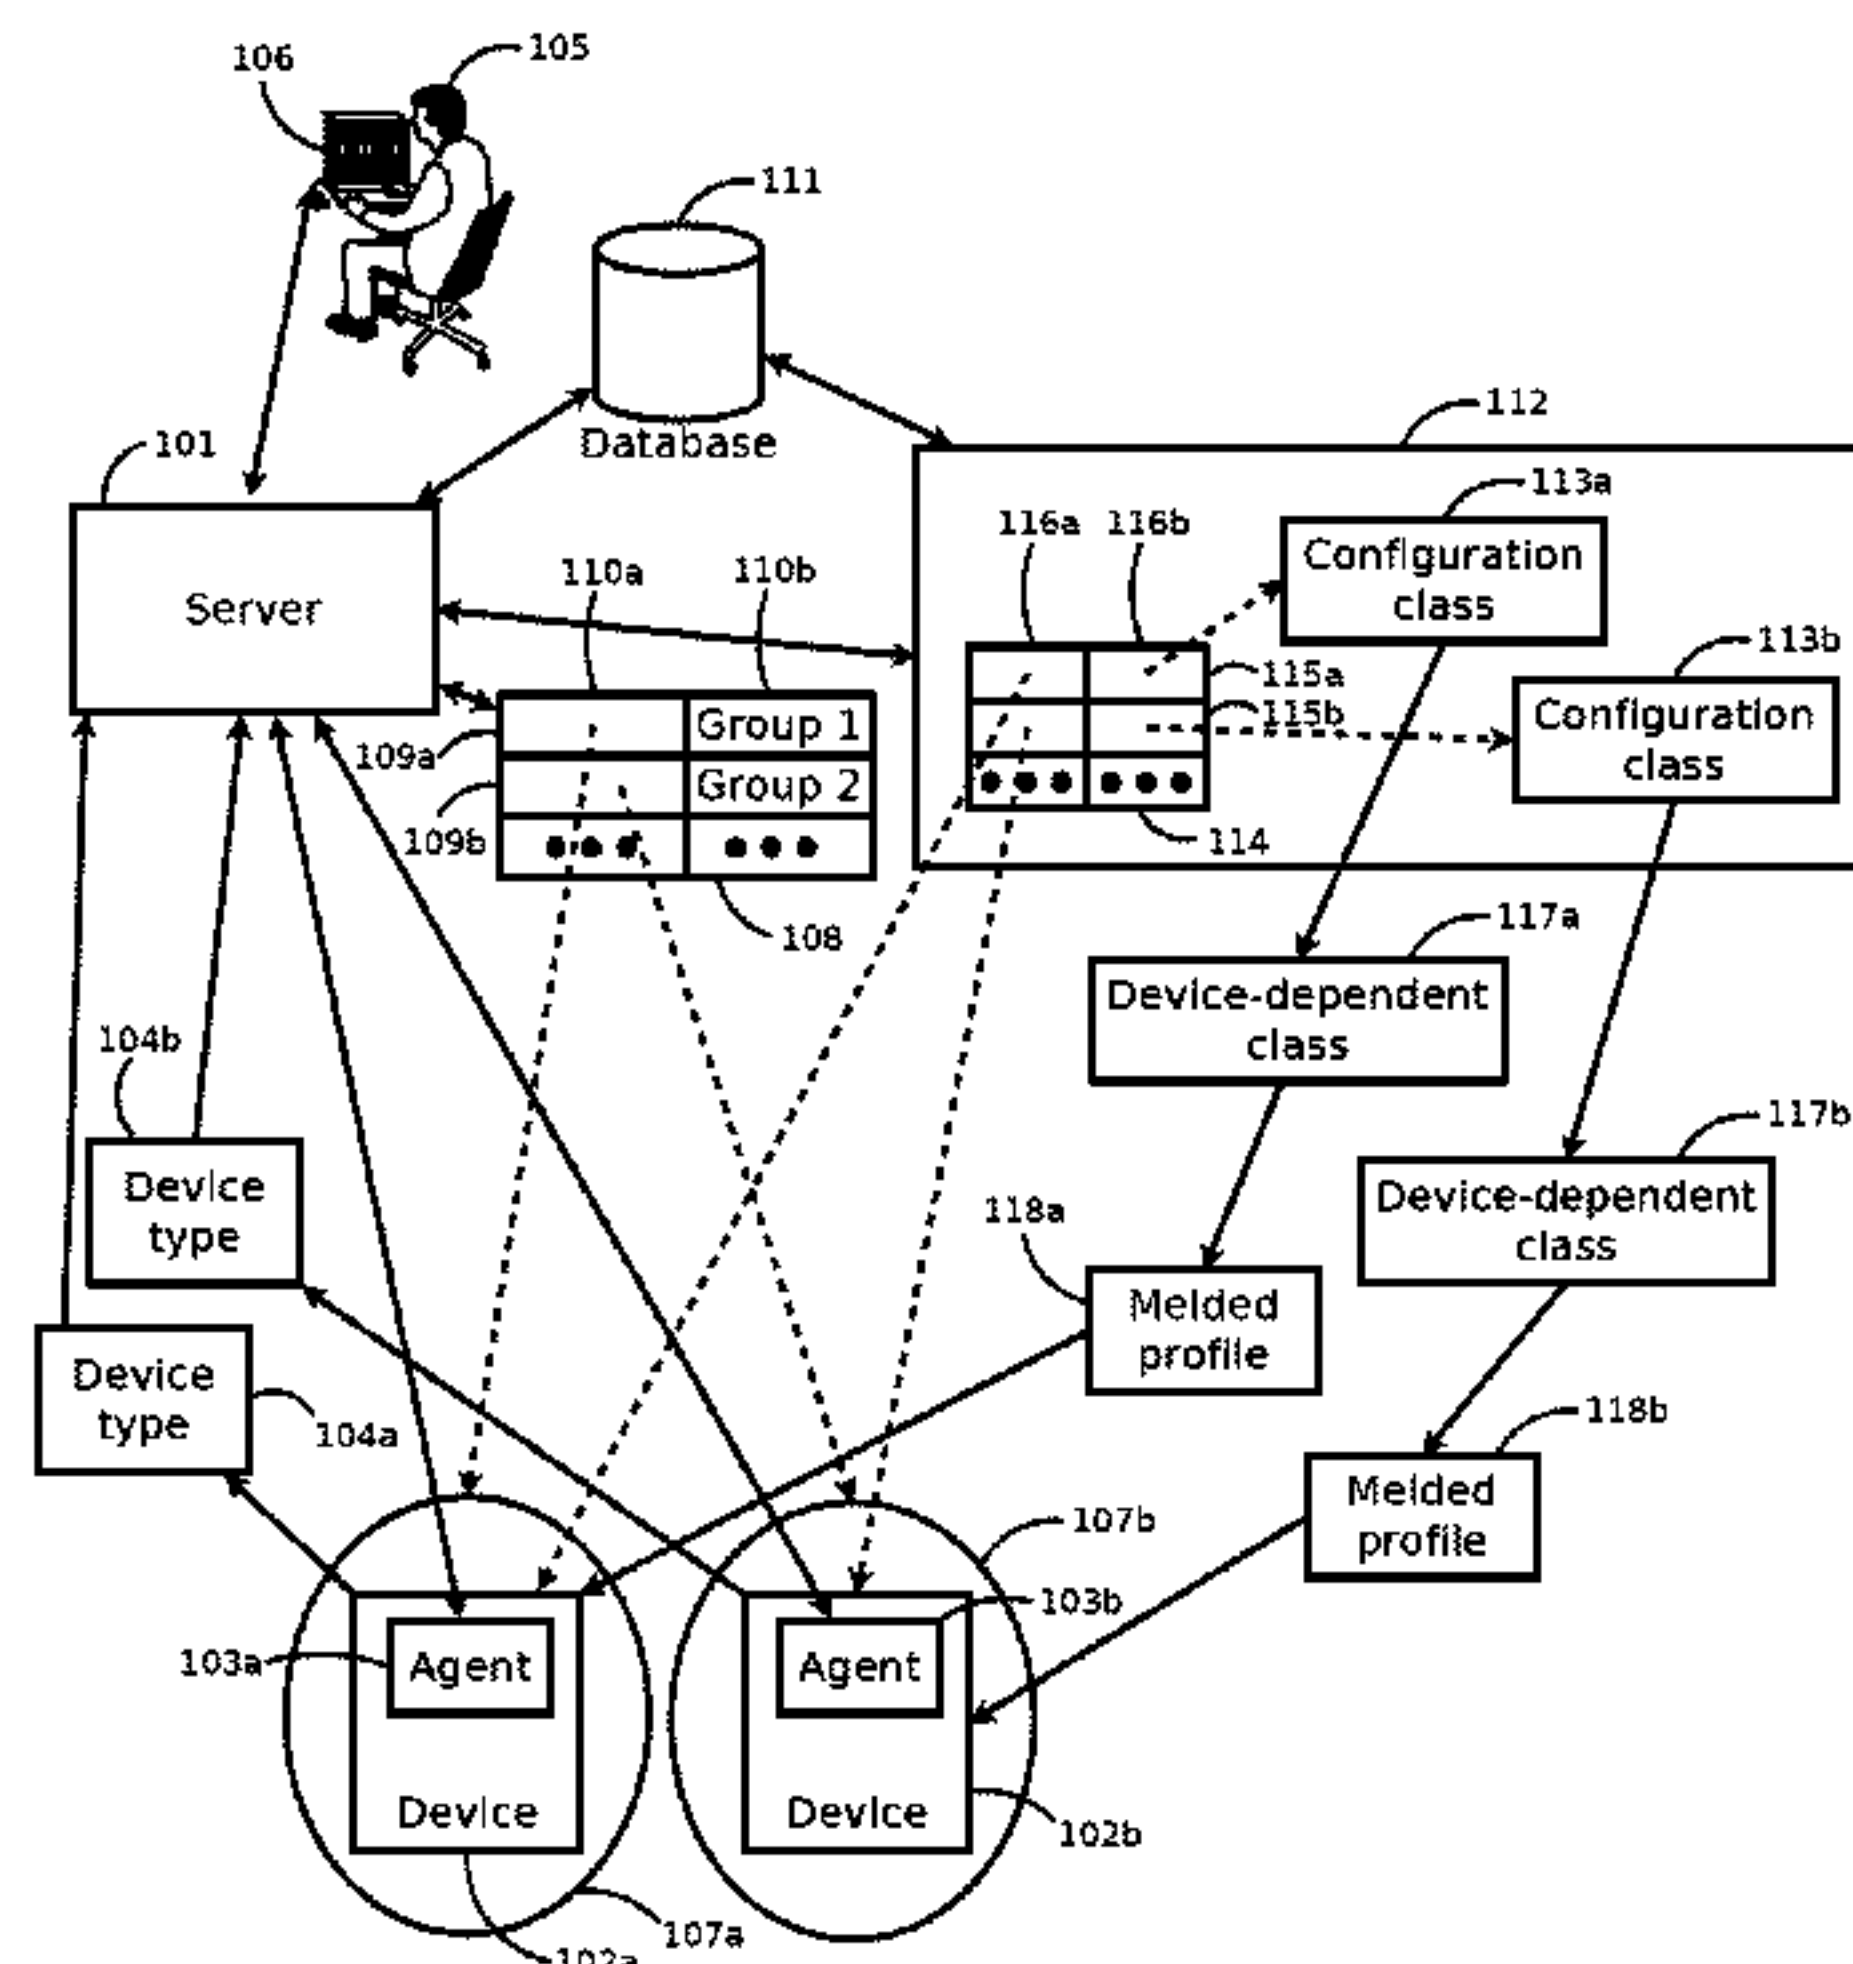 106
105
111
Database
112
101
Server
113a
Configuration
class
116a
116b
113b
Configuration
class
110a
110b
115a
115b
109a
Group 1
109b
Group 2
114
108
117a
Device-dependent
class
104b
Device
type
117b
Device-dependent
class
118a
Melded
profile
Device
type
104a
118b
Melded
profile
107b
103b
103a
Agent
Agent
Device
Device
102b
107a
102a